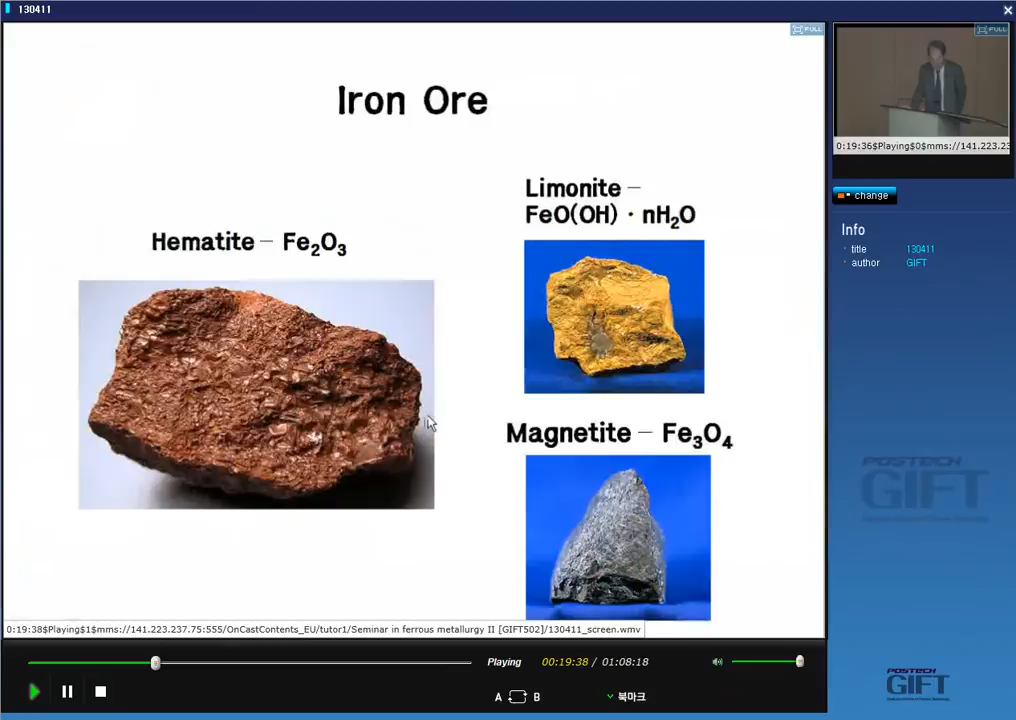 130411
FULL
Iron Ore
Limonite – 
FeO(OH) · nH₂O
Hematite – Fe₂O₃
Magnetite – Fe₃O₄
0:19:38$Playing$1$mms://141.223.237.75:555/OnCastContents_EU/tutor1/Seminar in ferrous metallurgy II [GIFT502]/130411_screen.wmv
Playing
00:19:38 / 01:08:18
A B
북마크
FULL
0:19:36$Playing$0$mms://141.223.23
change
Info
title 130411
author GIFT
POSTECH
GIFT
POSTECH
GIFT